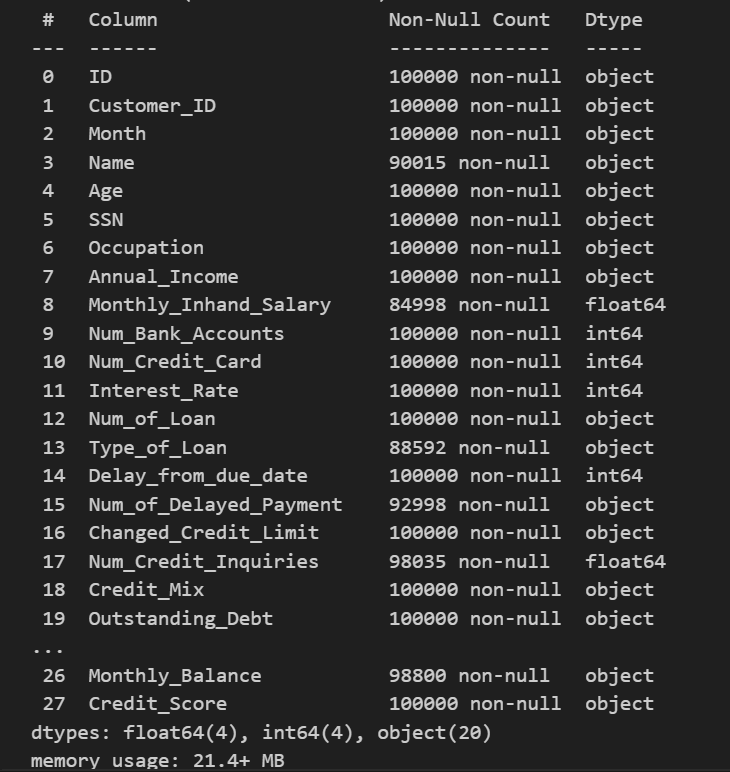 #   Column                    Non-Null Count   Dtype
---  ------                    --------------   -----
0   ID                        100000 non-null  object
1   Customer_ID               100000 non-null  object
2   Month                     100000 non-null  object
3   Name                      90015 non-null   object
4   Age                       100000 non-null  object
5   SSN                       100000 non-null  object
6   Occupation                100000 non-null  object
7   Annual_Income             100000 non-null  object
8   Monthly_Inhand_Salary     84998 non-null   float64
9   Num_Bank_Accounts         100000 non-null  int64
10  Num_Credit_Card           100000 non-null  int64
11  Interest_Rate             100000 non-null  int64
12  Num_of_Loan               100000 non-null  object
13  Type_of_Loan              88592 non-null   object
14  Delay_from_due_date       100000 non-null  int64
15  Num_of_Delayed_Payment    92998 non-null   object
16  Changed_Credit_Limit      100000 non-null  object
17  Num_Credit_Inquiries      98035 non-null   float64
18  Credit_Mix                100000 non-null  object
19  Outstanding_Debt          100000 non-null  object
...
26  Monthly_Balance           98800 non-null   object
27  Credit_Score              100000 non-null  object
dtypes: float64(4), int64(4), object(20)
memory usage: 21.4+ MB